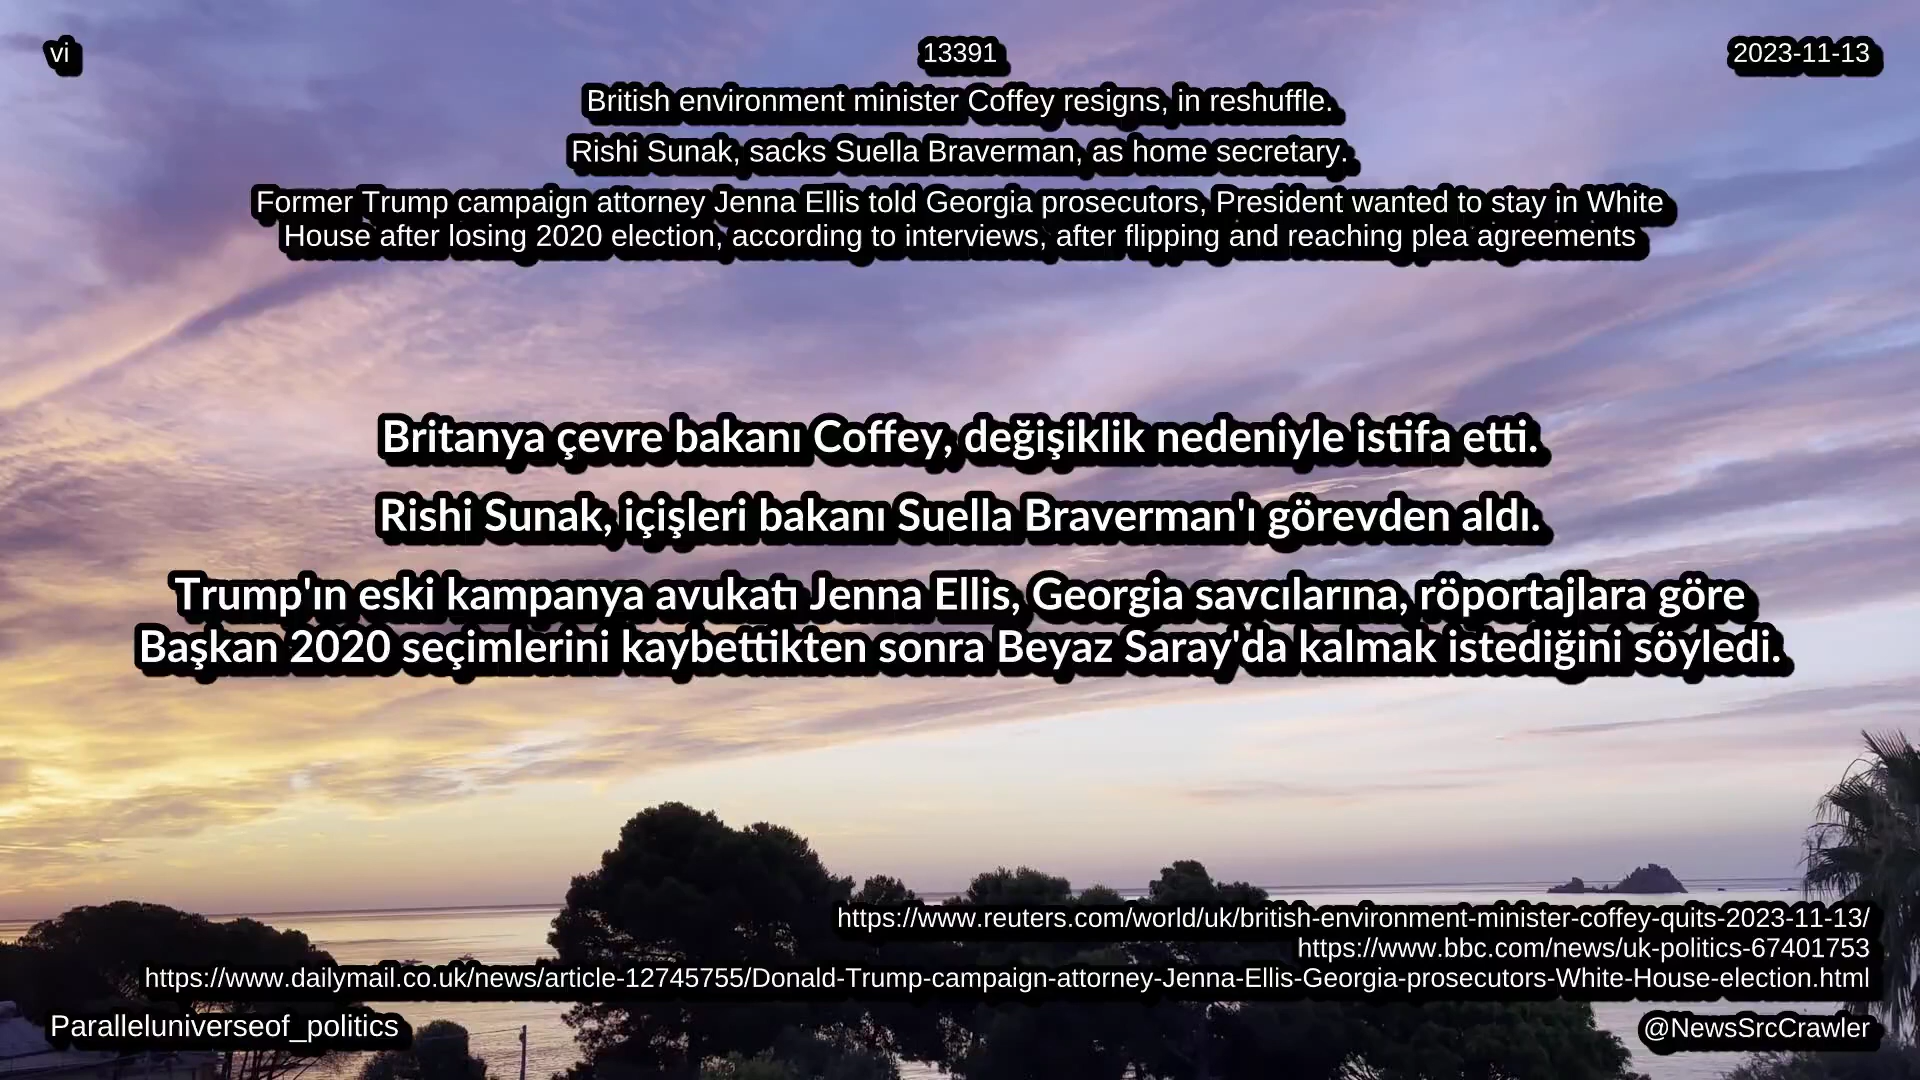 vi
13391
2023-11-13
British environment minister Coffey resigns, in reshuffle.
Rishi Sunak, sacks Suella Braverman, as home secretary.
Former Trump campaign attorney Jenna Ellis told Georgia prosecutors, President wanted to stay in White
House after losing 2020 election, according to interviews, after flipping and reaching plea agreements
Britanya çevre bakanı Coffey, değişiklik nedeniyle istifa etti.
Rishi Sunak, içişleri bakanı Suella Braverman'ı görevden aldı.
Trump'ın eski kampanya avukatı Jenna Ellis, Georgia savcılarına, röportajlara göre
Başkan 2020 seçimlerini kaybettikten sonra Beyaz Saray'da kalmak istediğini söyledi.
https://www.reuters.com/world/uk/british-environment-minister-coffey-quits-2023-11-13/
https://www.bbc.com/news/uk-politics-67401753
https://www.dailymail.co.uk/news/article-12745755/Donald-Trump-campaign-attorney-Jenna-Ellis-Georgia-prosecutors-White-House-election.html
Paralleluniverseof_politics
@NewsSrcCrawler